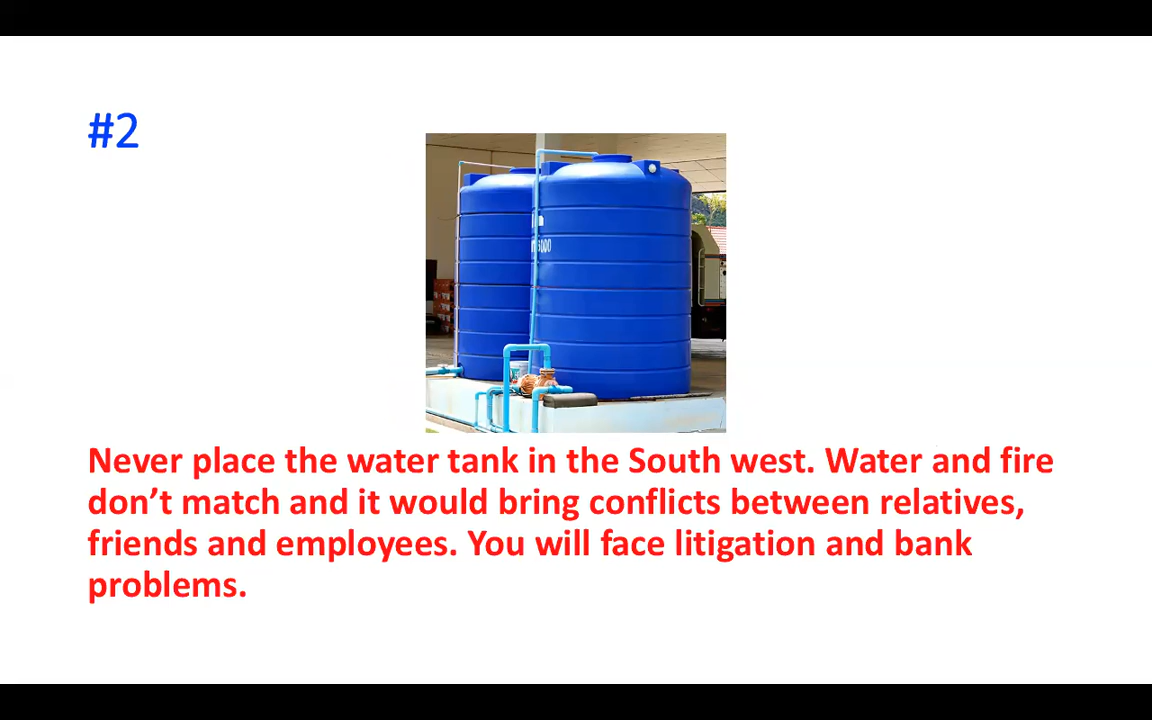 #2
5000
Never place the water tank in the South west. Water and fire
don’t match and it would bring conflicts between relatives,
friends and employees. You will face litigation and bank
problems.